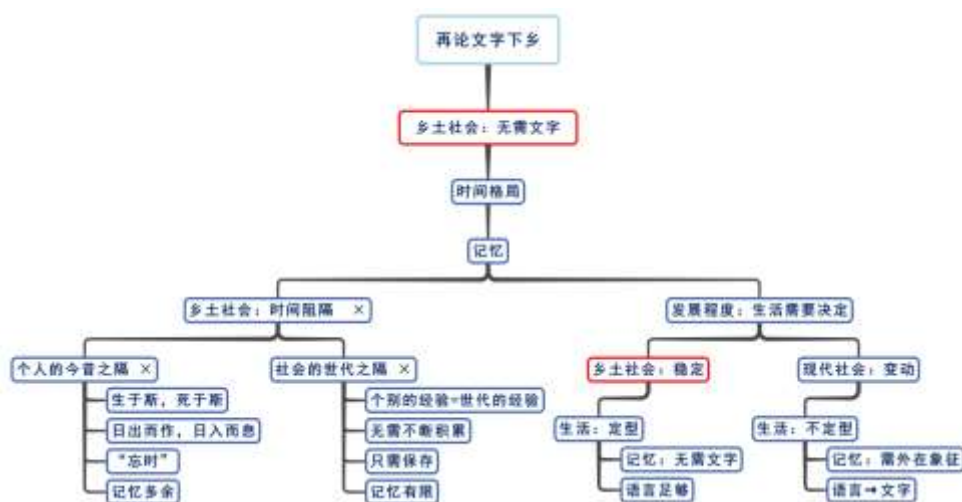 再论文字下乡
乡土社会：无需文字
时间格局
记忆
乡土社会：时间阻隔 ×
发展程度：生活需要决定
个人的今昔之隔 ×
社会的世代之隔 ×
乡土社会：稳定
现代社会：变动
生于斯，死于斯
日出而作，日入而息
“忘时”
记忆多余
个别的经验=世代的经验
无需不断积累
只需保存
记忆有限
生活：定型
记忆：无需文字
语言足够
生活：不定型
记忆：需外在象征
语言→文字